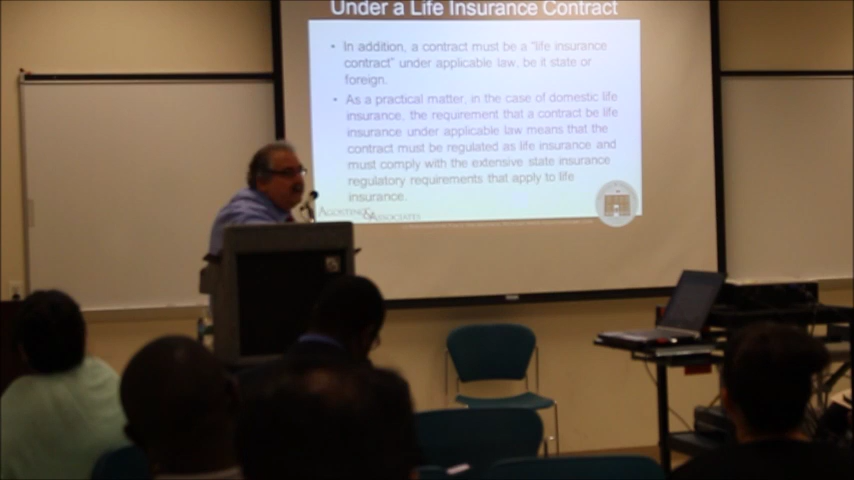 Under a Life Insurance Contract
• In addition, a contract must be a "life insurance
contract" under applicable law, be it state or
foreign.
• As a practical matter, in the case of domestic life
insurance, the requirement that a contract be life
insurance under applicable law means that the
contract must be regulated as life insurance and
must comply with the extensive state insurance
regulatory requirements that apply to life
insurance.
AGOSTINO & ASSOCIATES